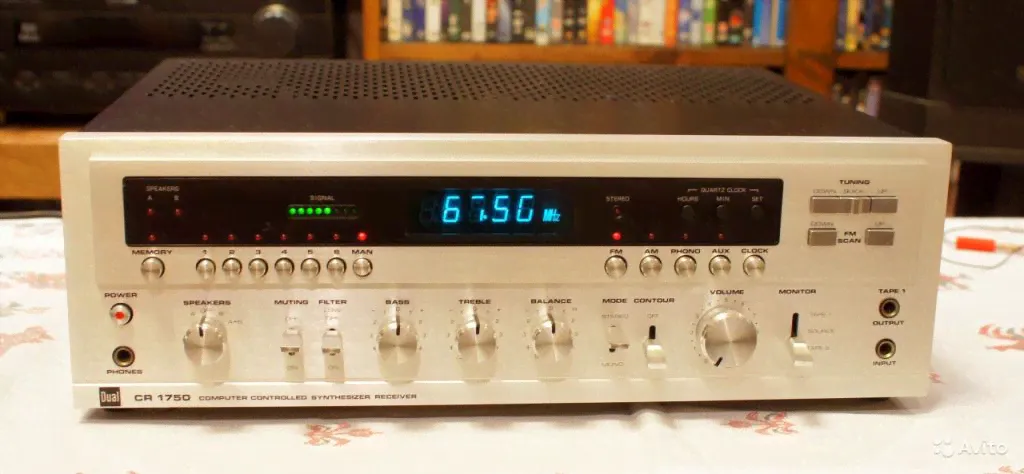 SPEAKERS
A B
SIGNAL
67.50 MHz
STEREO
QUARTZ CLOCK
HOURS MIN SET
TUNING
DOWN QUICK UP
DOWN UP
FM
SCAN
MEMORY 1 2 3 4 5 6 MAN
FM AM PHONO AUX CLOCK
POWER
SPEAKERS MUTING FILTER BASS TREBLE BALANCE MODE CONTOUR VOLUME MONITOR
TAPE 1
OUTPUT
INPUT
STEREO
OFF
A+B
SOURCE
MONO
PHONES
Dual CR 1750 COMPUTER CONTROLLED SYNTHESIZER RECEIVER
Avito